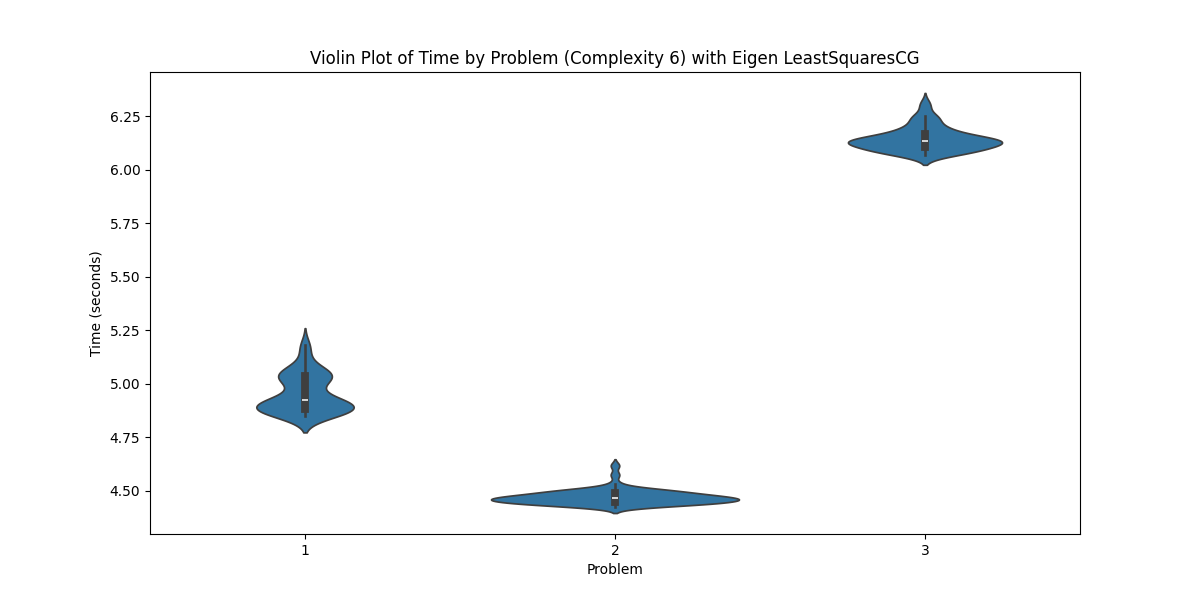 Violin Plot of Time by Problem (Complexity 6) with Eigen LeastSquaresCG
6.25
6.00
5.75
5.50
5.25
5.00
4.75
4.50
Time (seconds)
1 2 3
Problem